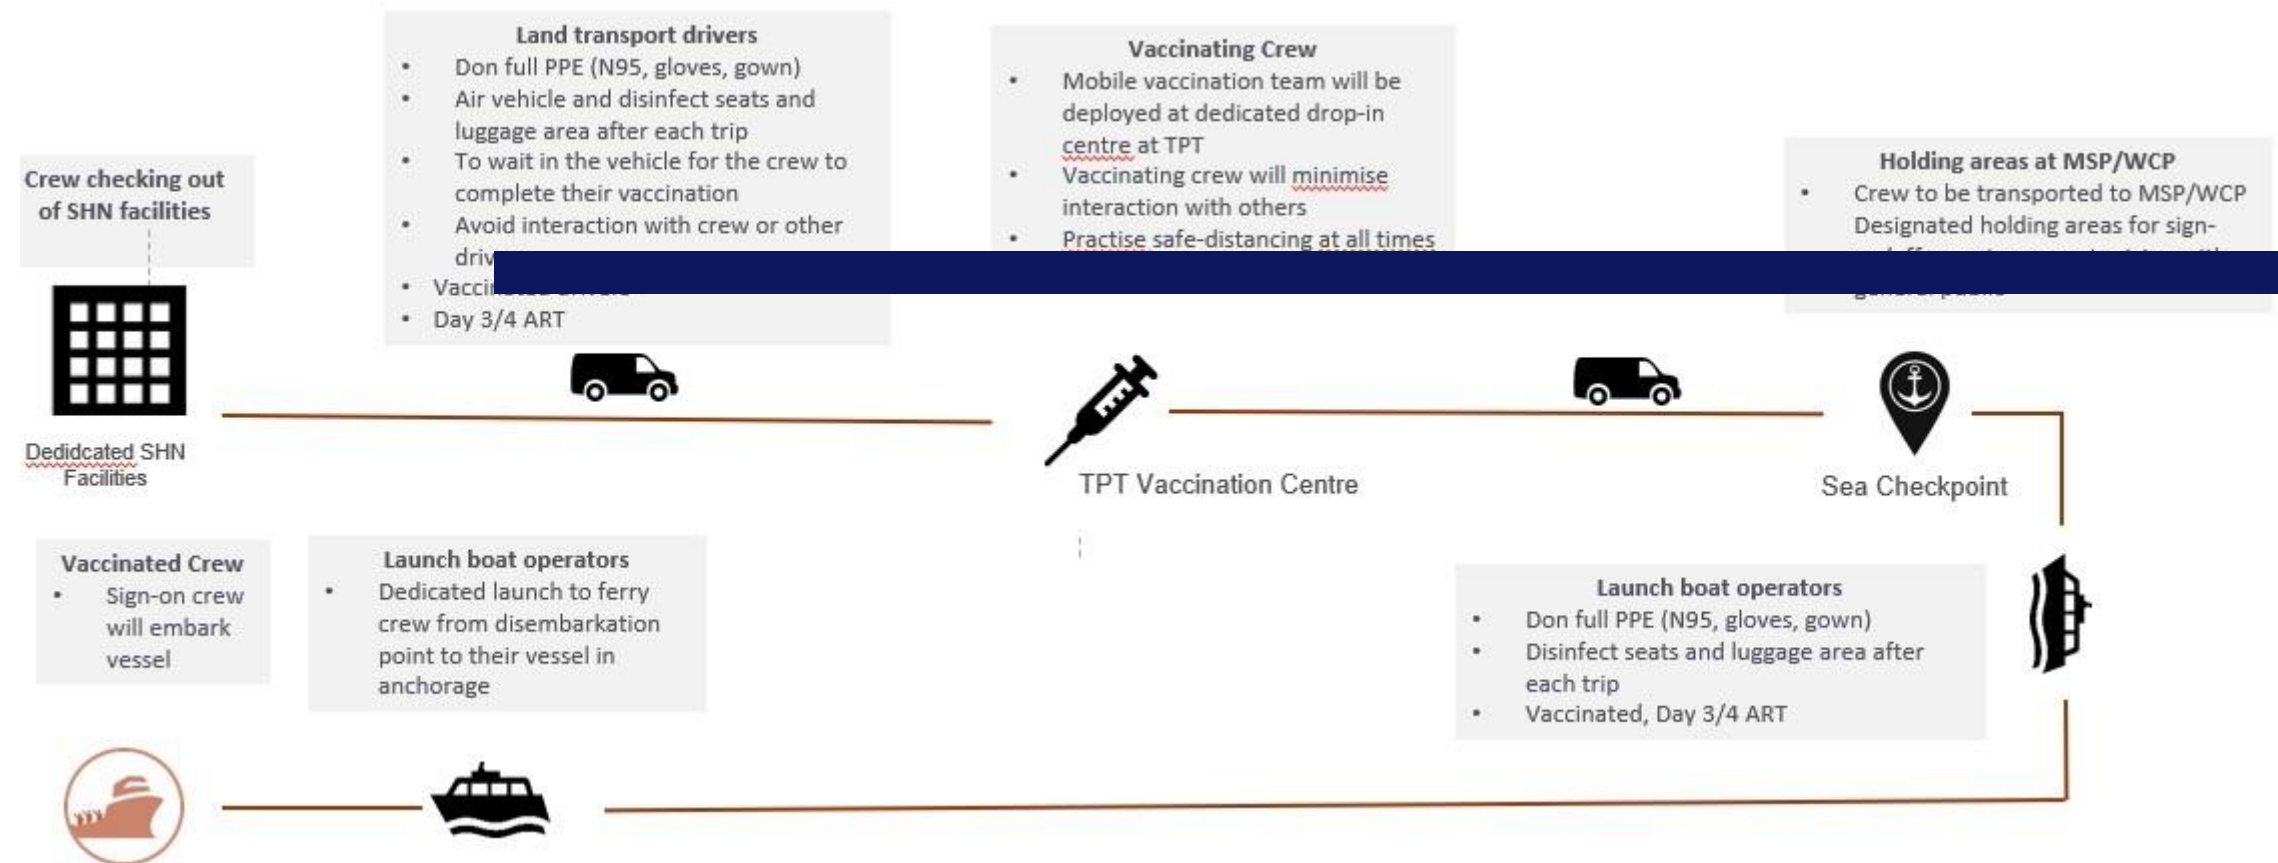 Land transport drivers
• Don full PPE (N95, gloves, gown)
• Air vehicle and disinfect seats and
luggage area after each trip
• To wait in the vehicle for the crew to
complete their vaccination
• Avoid interaction with crew or other
• Day 3/4 ART
Vaccinating Crew
• Mobile vaccination team will be
deployed at dedicated drop-in
centre at TPT
• Vaccinating crew will minimise
interaction with others
• Practise safe-distancing at all times
Holding areas at MSP/WCP
• Crew to be transported to MSP/WCP
Designated holding areas for sign-
Crew checking out
of SHN facilities
Dedidcated SHN
Facilities
TPT Vaccination Centre
Sea Checkpoint
Vaccinated Crew
• Sign-on crew
will embark
vessel
Launch boat operators
• Dedicated launch to ferry
crew from disembarkation
point to their vessel in
anchorage
Launch boat operators
• Don full PPE (N95, gloves, gown)
• Disinfect seats and luggage area after
each trip
• Vaccinated, Day 3/4 ART